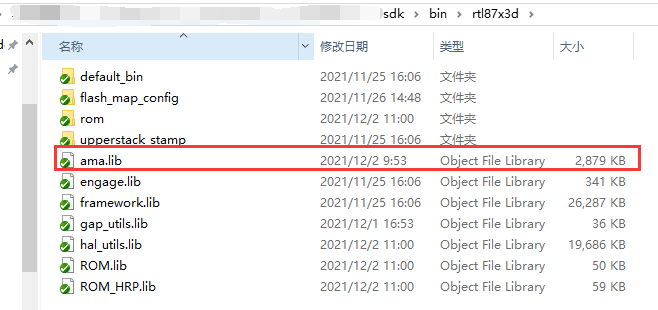 sdk > bin > rtl87x3d >
名称 修改日期 类型 大小
default_bin 2021/11/25 16:06 文件夹
flash_map_config 2021/11/26 14:48 文件夹
rom 2021/12/2 11:00 文件夹
upperstack_stamp 2021/11/25 16:06 文件夹
ama.lib 2021/12/2 9:53 Object File Library 2,879 KB
engage.lib 2021/11/25 16:06 Object File Library 341 KB
framework.lib 2021/11/25 16:06 Object File Library 26,287 KB
gap_utils.lib 2021/12/1 16:53 Object File Library 36 KB
hal_utils.lib 2021/12/2 11:00 Object File Library 19,686 KB
ROM.lib 2021/12/2 11:00 Object File Library 50 KB
ROM_HRP.lib 2021/12/2 11:00 Object File Library 59 KB